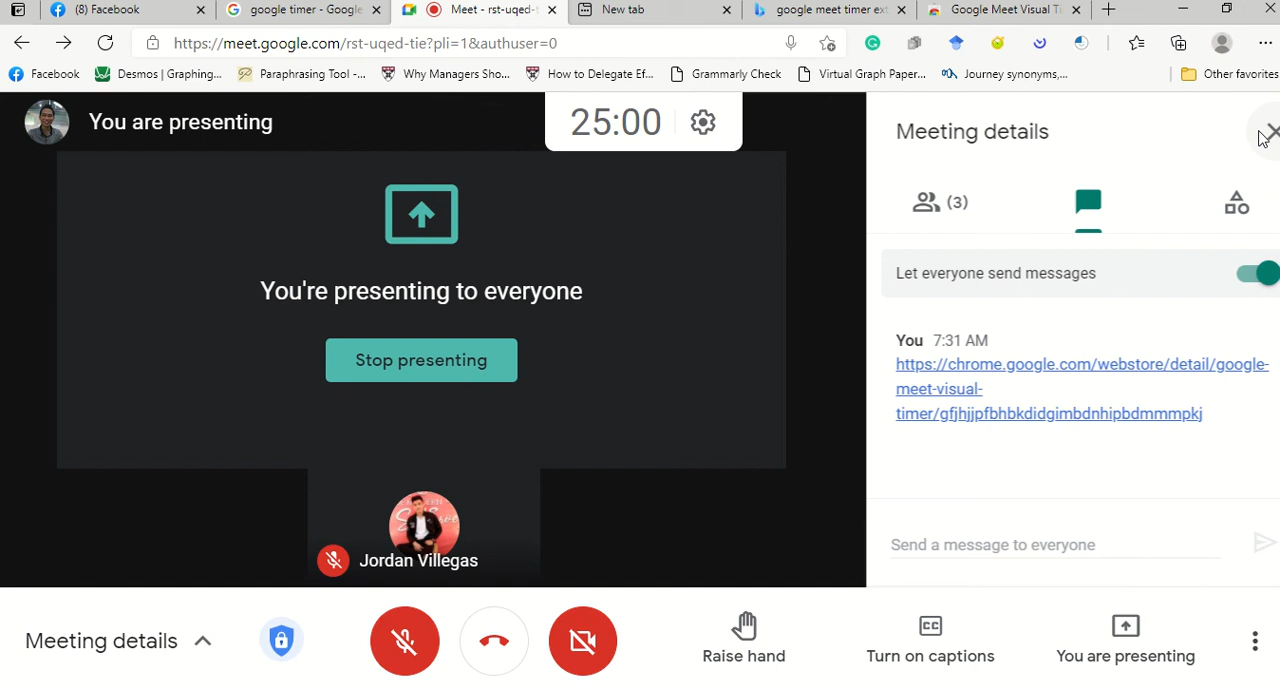 (8) Facebook
google timer - Google
Meet - rst-uqed-t
New tab
google meet timer ext
Google Meet Visual Ti
https://meet.google.com/rst-uqed-tie?pli=1&authuser=0
Facebook
Desmos | Graphing...
Paraphrasing Tool -...
Why Managers Sho...
How to Delegate Ef...
Grammarly Check
Virtual Graph Paper...
Journey synonyms,...
Other favorites
You are presenting
25:00
Meeting details
(3)
You're presenting to everyone
Let everyone send messages
Stop presenting
You 7:31 AM
https://chrome.google.com/webstore/detail/google-
meet-visual-
timer/gfjhjjpfbhbkdidgimbdnhipbdmmmpkj
Jordan Villegas
Send a message to everyone
Meeting details
Raise hand
CC
Turn on captions
You are presenting